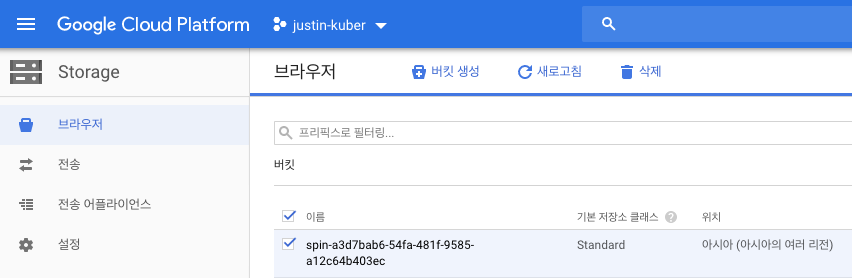 Google Cloud Platform justin-kuber
Storage 브라우저 버킷 생성 새로고침 삭제
브라우저
전송
전송 어플라이언스
설정
프리픽스로 필터링...
버킷
이름 기본 저장소 클래스 ? 위치
spin-a3d7bab6-54fa-481f-9585- Standard 아시아 (아시아의 여러 리전)
a12c64b403ec